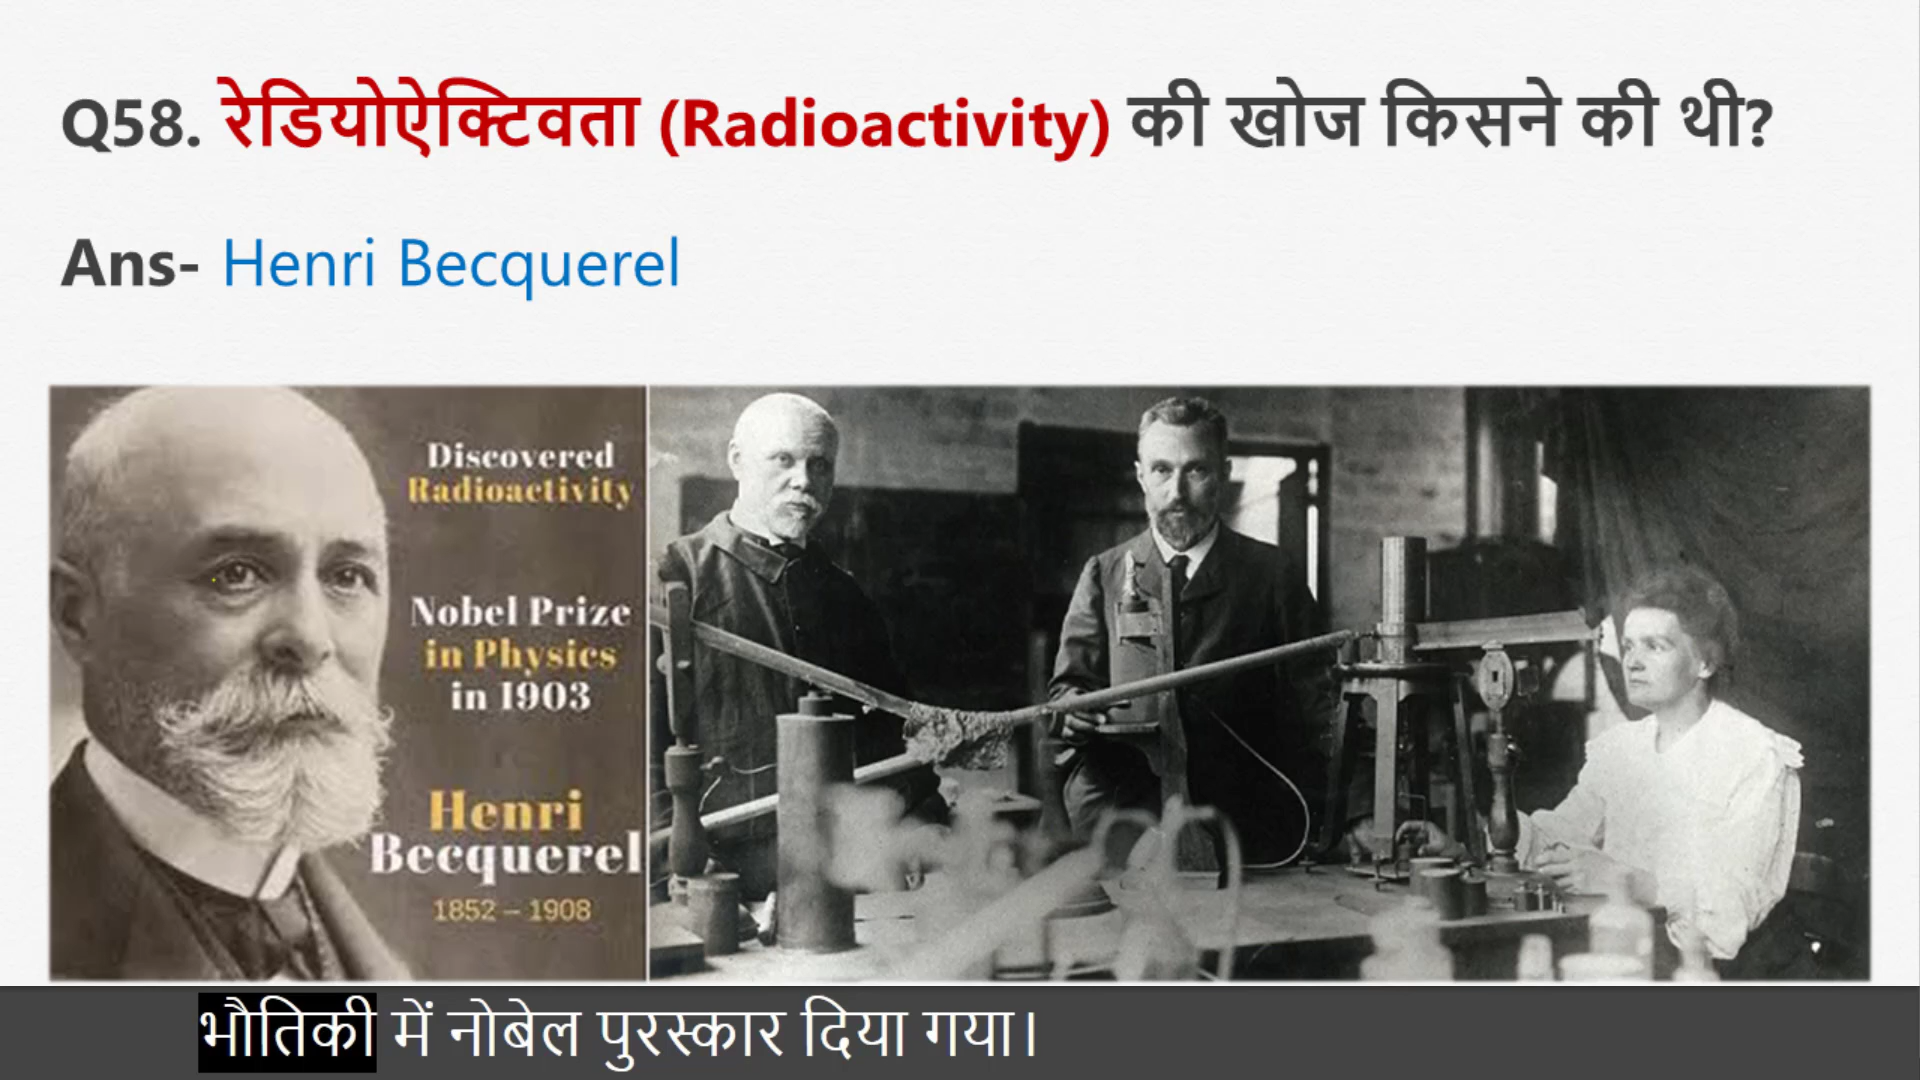 Q58. रेडियोऐक्टिवता (Radioactivity) की खोज किसने की थी?
Ans- Henri Becquerel
Discovered
Radioactivity
Nobel Prize
in Physics
in 1903
Henri
Becquerel
1852 – 1908
भौतिकी में नोबेल पुरस्कार दिया गया।